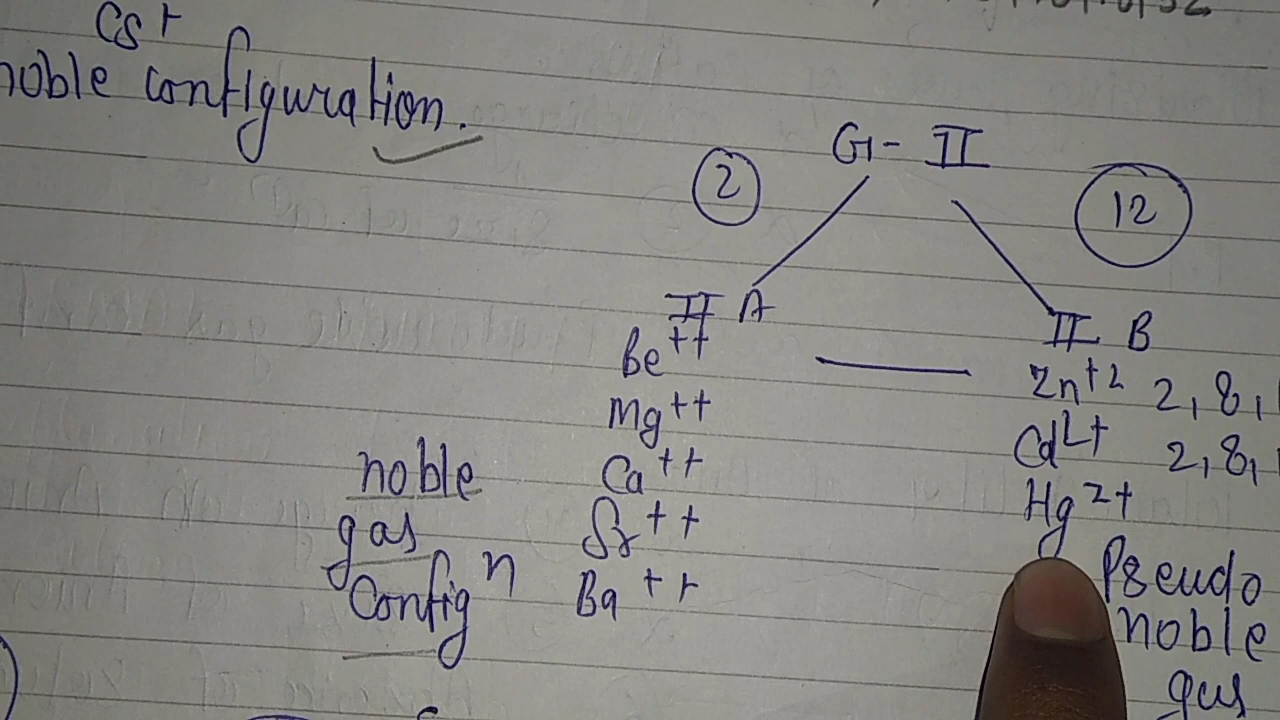 Cs+
noble configuration.
G-II
2
12
II A
II B
Be++
Zn+2 2,8,
Mg++
Cd2+ 2,8,
Ca++
Hg2+
Sr++
Ba++
noble
gas
Config n
Pseudo
noble
gas